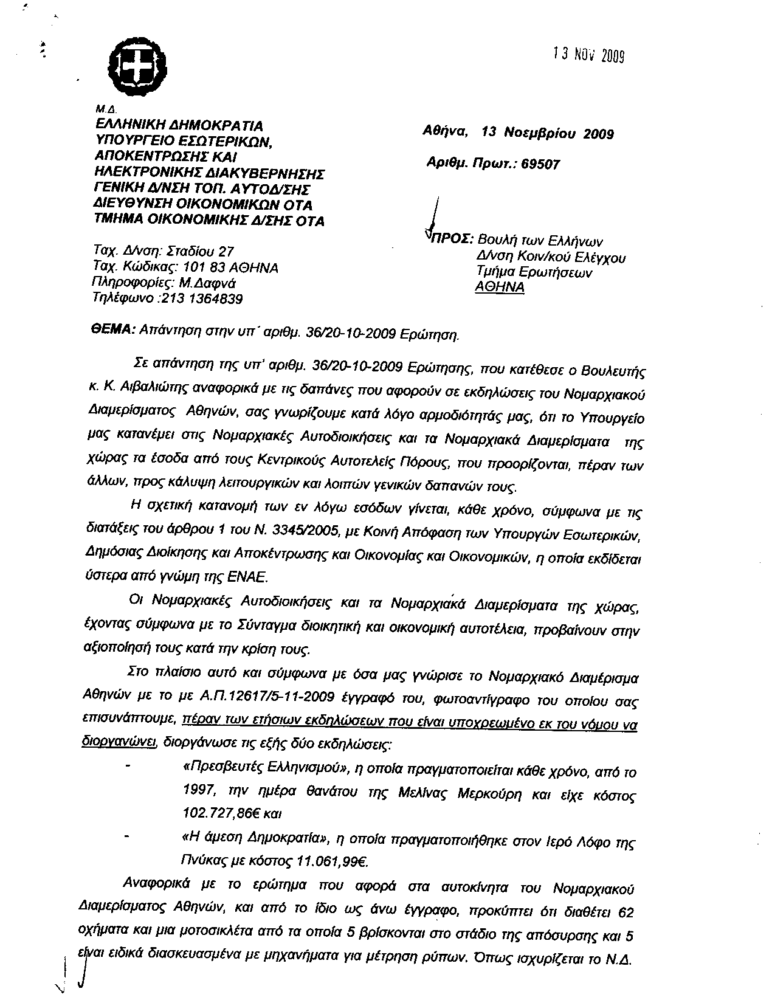 13 NOV 2009
Μ.Δ.
ΕΛΛΗΝΙΚΗ ΔΗΜΟΚΡΑΤΙΑ
ΥΠΟΥΡΓΕΙΟ ΕΣΩΤΕΡΙΚΩΝ,
ΑΠΟΚΕΝΤΡΩΣΗΣ ΚΑΙ
ΗΛΕΚΤΡΟΝΙΚΗΣ ΔΙΑΚΥΒΕΡΝΗΣΗΣ
ΓΕΝΙΚΗ Δ/ΝΣΗ ΤΟΠ. ΑΥΤΟΔ/ΣΗΣ
ΔΙΕΥΘΥΝΣΗ ΟΙΚΟΝΟΜΙΚΩΝ ΟΤΑ
ΤΜΗΜΑ ΟΙΚΟΝΟΜΙΚΗΣ Δ/ΣΗΣ ΟΤΑ
Αθήνα, 13 Νοεμβρίου 2009
Αριθμ. Πρωτ.: 69507
Ταχ. Δ/νση: Σταδίου 27
Ταχ. Κώδικας: 101 83 ΑΘΗΝΑ
Πληροφορίες: Μ.Δαφνά
Τηλέφωνο :213 1364839
ΠΡΟΣ: Βουλή των Ελλήνων
Δ/νση Κοιν/κού Ελέγχου
Τμήμα Ερωτήσεων
ΑΘΗΝΑ
ΘΕΜΑ: Απάντηση στην υπ΄ αριθμ. 36/20-10-2009 Ερώτηση.
Σε απάντηση της υπ' αριθμ. 36/20-10-2009 Ερώτησης, που κατέθεσε ο Βουλευτής
κ. Κ. Αιβαλιώτης αναφορικά με τις δαπάνες που αφορούν σε εκδηλώσεις του Νομαρχιακού
Διαμερίσματος Αθηνών, σας γνωρίζουμε κατά λόγο αρμοδιότητάς μας, ότι το Υπουργείο
μας κατανέμει στις Νομαρχιακές Αυτοδιοικήσεις και τα Νομαρχιακά Διαμερίσματα της
χώρας τα έσοδα από τους Κεντρικούς Αυτοτελείς Πόρους, που προορίζονται, πέραν των
άλλων, προς κάλυψη λειτουργικών και λοιπών γενικών δαπανών τους.
Η σχετική κατανομή των εν λόγω εσόδων γίνεται, κάθε χρόνο, σύμφωνα με τις
διατάξεις του άρθρου 1 του Ν. 3345/2005, με Κοινή Απόφαση των Υπουργών Εσωτερικών,
Δημόσιας Διοίκησης και Αποκέντρωσης και Οικονομίας και Οικονομικών, η οποία εκδίδεται
ύστερα από γνώμη της ΕΝΑΕ.
Οι Νομαρχιακές Αυτοδιοικήσεις και τα Νομαρχιακά Διαμερίσματα της χώρας,
έχοντας σύμφωνα με το Σύνταγμα διοικητική και οικονομική αυτοτέλεια, προβαίνουν στην
αξιοποίησή τους κατά την κρίση τους.
Στο πλαίσιο αυτό και σύμφωνα με όσα μας γνώρισε το Νομαρχιακό Διαμέρισμα
Αθηνών με το με Α.Π.12617/5-11-2009 έγγραφό του, φωτοαντίγραφο του οποίου σας
επισυνάπτουμε, πέραν των ετήσιων εκδηλώσεων που είναι υποχρεωμένο εκ του νόμου να
διοργανώνει, διοργάνωσε τις εξής δύο εκδηλώσεις:
- «Πρεσβευτές Ελληνισμού», η οποία πραγματοποιείται κάθε χρόνο, από το
1997, την ημέρα θανάτου της Μελίνας Μερκούρη και είχε κόστος
102.727,86€ και
- «Η άμεση Δημοκρατία», η οποία πραγματοποιήθηκε στον Ιερό Λόφο της
Πνύκας με κόστος 11.061,99€.
Αναφορικά με το ερώτημα που αφορά στα αυτοκίνητα του Νομαρχιακού
Διαμερίσματος Αθηνών, και από το ίδιο ως άνω έγγραφο, προκύπτει ότι διαθέτει 62
οχήματα και μια μοτοσικλέτα από τα οποία 5 βρίσκονται στο στάδιο της απόσυρσης και 5
είναι ειδικά διασκευασμένα με μηχανήματα για μέτρηση ρύπων. Όπως ισχυρίζεται το Ν.Δ.